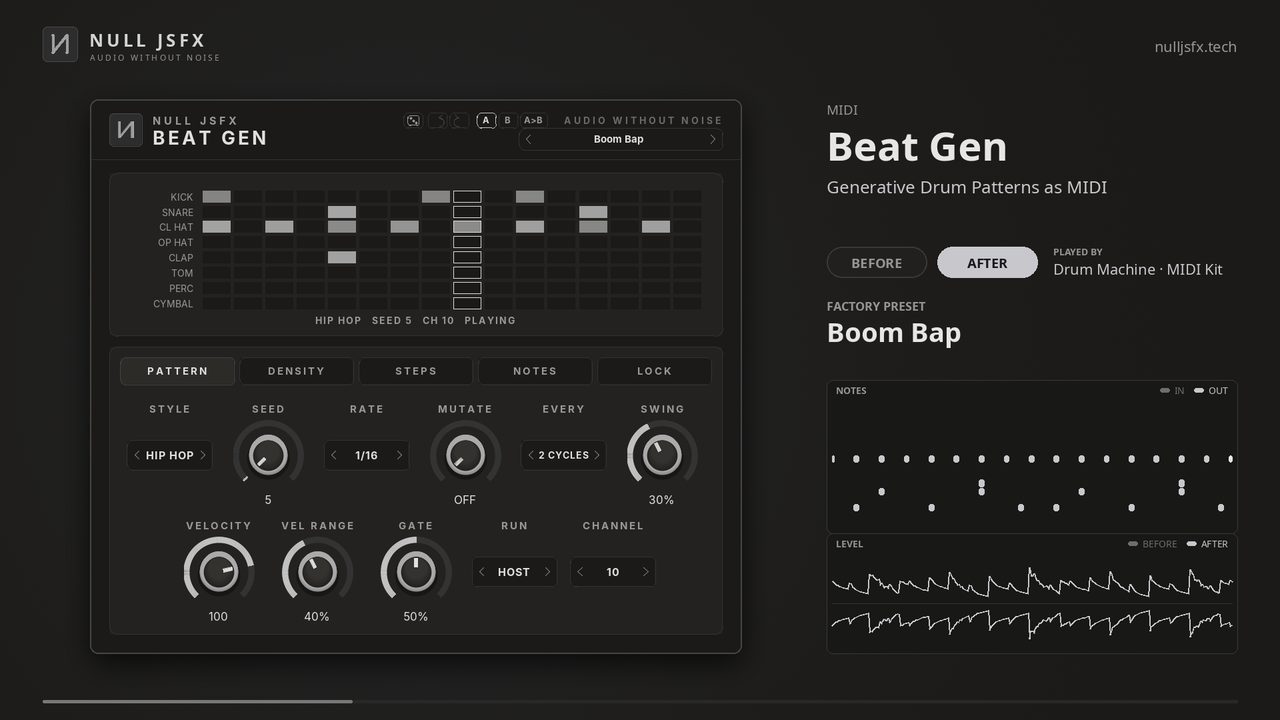 NULL JSFX
AUDIO WITHOUT NOISE
nulljsfx.tech
NULL JSFX
BEAT GEN
A B A>B AUDIO WITHOUT NOISE
Boom Bap
KICK
SNARE
CL HAT
OP HAT
CLAP
TOM
PERC
CYMBAL
HIP HOP SEED 5 CH 10 PLAYING
PATTERN DENSITY STEPS NOTES LOCK
STYLE SEED RATE MUTATE EVERY SWING
HIP HOP 1/16 2 CYCLES
5 OFF 30%
VELOCITY VEL RANGE GATE RUN CHANNEL
HOST 10
100 40% 50%
MIDI
Beat Gen
Generative Drum Patterns as MIDI
BEFORE AFTER
PLAYED BY
Drum Machine · MIDI Kit
FACTORY PRESET
Boom Bap
NOTES IN OUT
LEVEL BEFORE AFTER